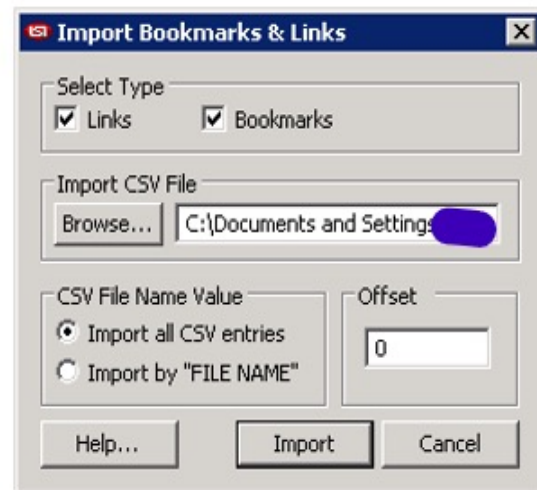 Import Bookmarks & Links
Select Type
Links Bookmarks
Import CSV File
Browse... C:\Documents and Settings
CSV File Name Value Offset
Import all CSV entries 0
Import by "FILE NAME"
Help... Import Cancel